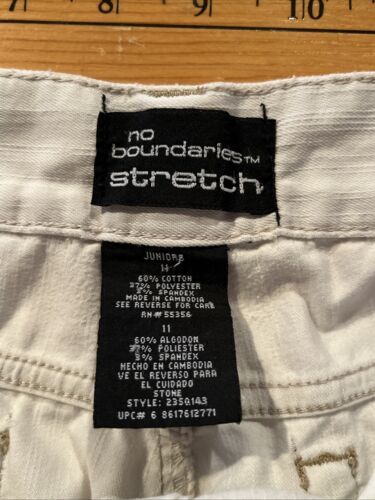 7 8 9 10
no
boundaries™
stretch
JUNIORS
11
60% COTTON
37% POLYESTER
3% SPANDEX
MADE IN CAMBODIA
SEE REVERSE FOR CARE
RN# 55356
11
60% ALGODON
37% POLIESTER
3% SPANDEX
HECHO EN CAMBODIA
VE EL REVERSO PARA
EL CUIDADO
STONE
STYLE: 2350143
UPC# 6 8617612771